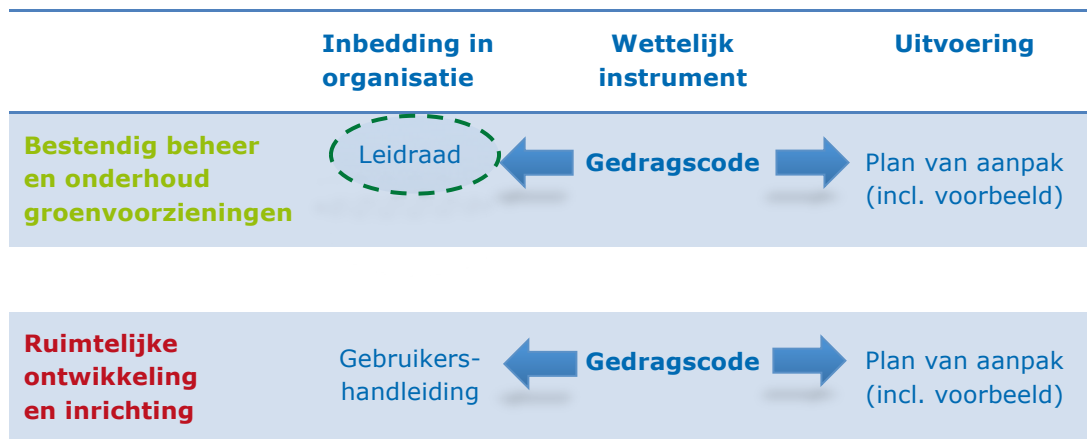 Inbedding in
organisatie
Wettelijk
instrument
Uitvoering
Bestendig beheer
en onderhoud
groenvoorzieningen
Leidraad
Gedragscode
Plan van aanpak
(incl. voorbeeld)
Ruimtelijke
ontwikkeling
en inrichting
Gebruikers-
handleiding
Gedragscode
Plan van aanpak
(incl. voorbeeld)